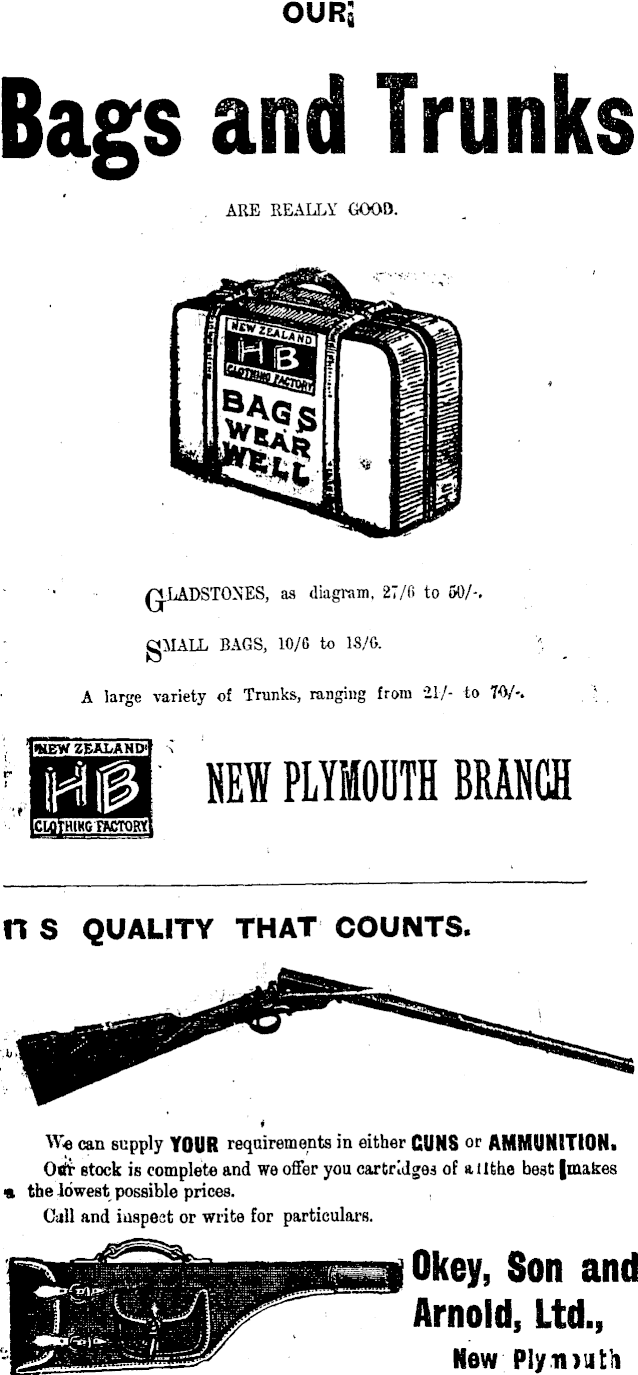 OUR
Bags and Trunks
ARE REALLY GOOD.
NEW ZEALAND
HB
CLOTHING FACTORY
BAGS
WEAR
WELL
GLADSTONES, as diagram, 27/6 to 50/-.
SMALL BAGS, 10/6 to 18/6.
A large variety of Trunks, ranging from 21/- to 70/-.
NEW ZEALAND
HB
CLOTHING FACTORY
NEW PLYMOUTH BRANCH
IT S QUALITY THAT COUNTS.
We can supply YOUR requirements in either GUNS or AMMUNITION.
Our stock is complete and we offer you cartridges of all the best makes
the lowest possible prices.
Call and inspect or write for particulars.
Okey, Son and
Arnold, Ltd.,
New Plymouth